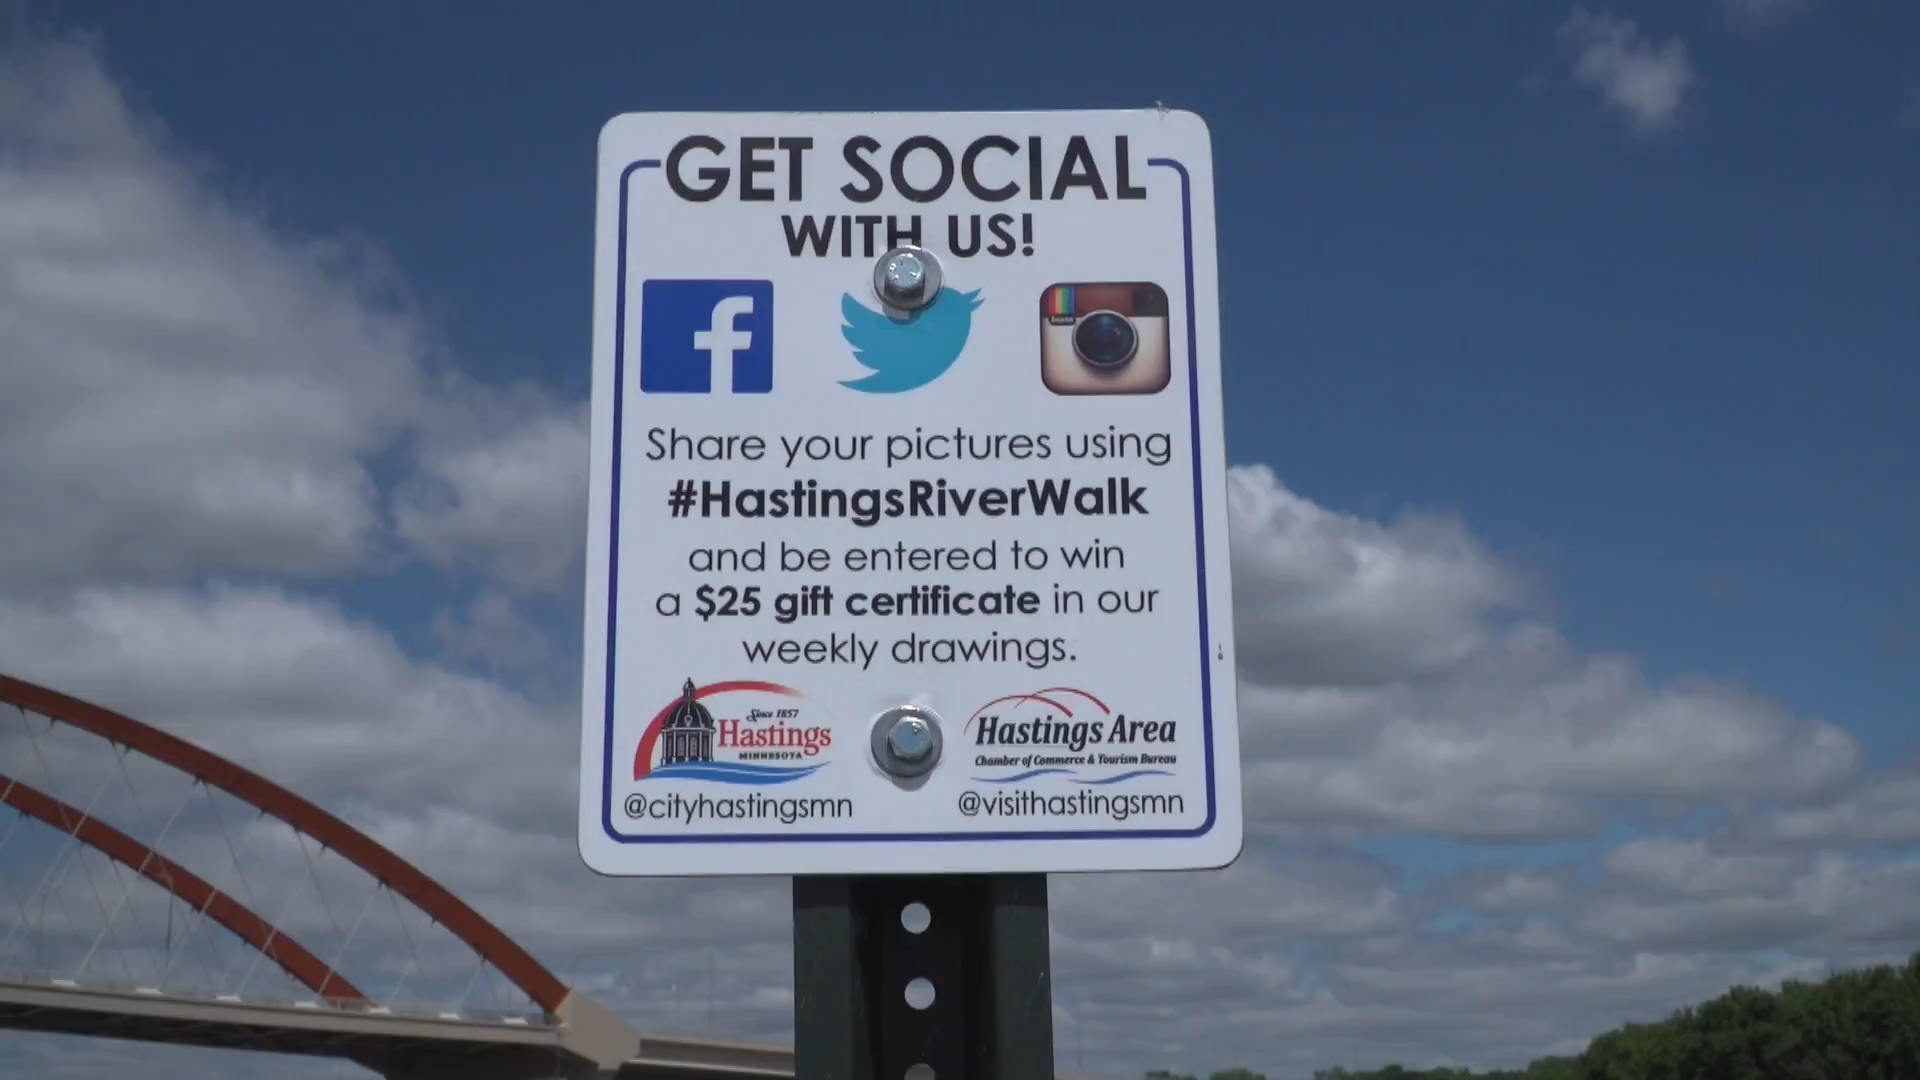 GET SOCIAL
WITH US!
Share your pictures using
#HastingsRiverWalk
and be entered to win
a $25 gift certificate in our
weekly drawings.
Since 1857
Hastings
MINNESOTA
@cityhastingsmn
Hastings Area
Chamber of Commerce & Tourism Bureau
@visithastingsmn